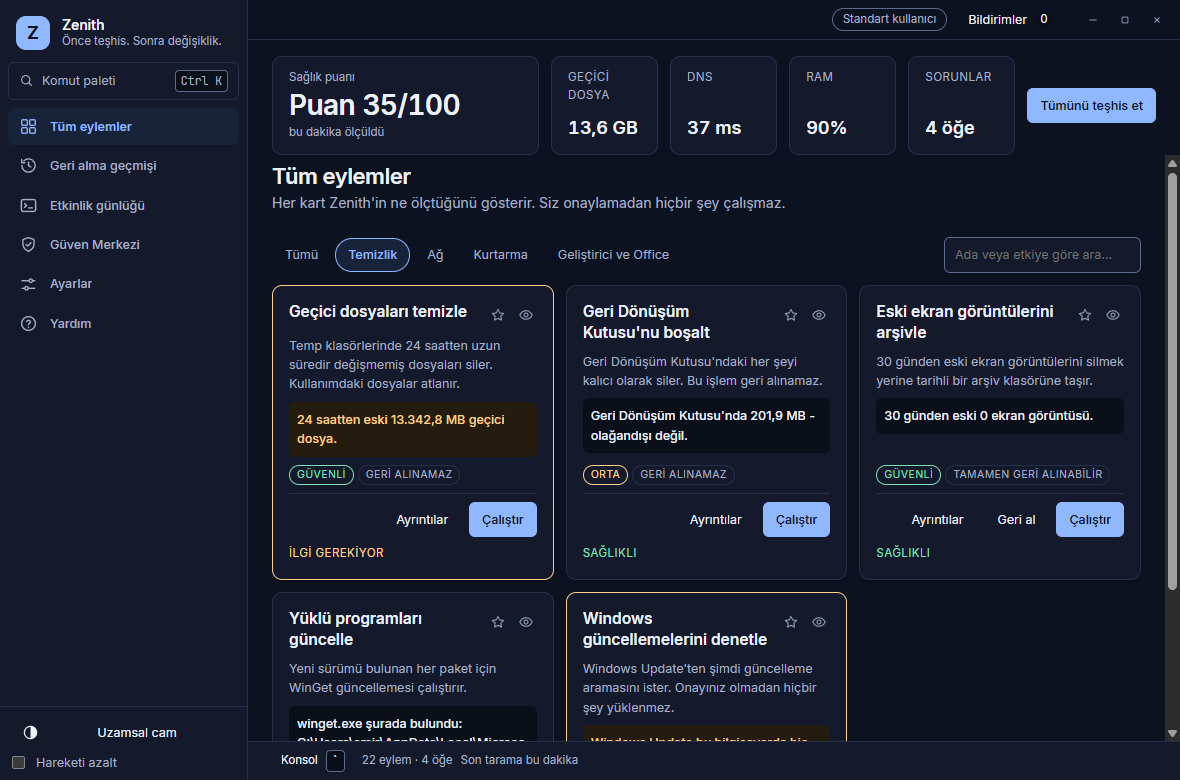 Z
Zenith
Önce teşhis. Sonra değişiklik.
Komut paleti
Ctrl K
Tüm eylemler
Geri alma geçmişi
Etkinlik günlüğü
Güven Merkezi
Ayarlar
Yardım
Uzamsal cam
Hareketi azalt
Standart kullanıcı
Bildirimler 0
Sağlık puanı
Puan 35/100
bu dakika ölçüldü
GEÇİCİ
DOSYA
13,6 GB
DNS
37 ms
RAM
90%
SORUNLAR
4 öğe
Tümünü teşhis et
Tüm eylemler
Her kart Zenith'in ne ölçtüğünü gösterir. Siz onaylamadan hiçbir şey çalışmaz.
Tümü
Temizlik
Ağ
Kurtarma
Geliştirici ve Office
Ada veya etkiye göre ara...
Geçici dosyaları temizle
Temp klasörlerinde 24 saatten uzun
süredir değişmemiş dosyaları siler.
Kullanımdaki dosyalar atlanır.
24 saatten eski 13.342,8 MB geçici
dosya.
GÜVENLİ
GERİ ALINAMAZ
Ayrıntılar
Çalıştır
İLGİ GEREKİYOR
Geri Dönüşüm
Kutusu'nu boşalt
Geri Dönüşüm Kutusu'ndaki her şeyi
kalıcı olarak siler. Bu işlem geri alınamaz.
Geri Dönüşüm Kutusu'nda 201,9 MB -
olağandışı değil.
ORTA
GERİ ALINAMAZ
Ayrıntılar
Çalıştır
SAĞLIKLI
Eski ekran görüntülerini
arşivle
30 günden eski ekran görüntülerini silmek
yerine tarihli bir arşiv klasörüne taşır.
30 günden eski 0 ekran görüntüsü.
GÜVENLİ
TAMAMEN GERİ ALINABİLİR
Ayrıntılar
Geri al
Çalıştır
SAĞLIKLI
Yüklü programları
güncelle
Yeni sürümü bulunan her paket için
WinGet güncellemesi çalıştırır.
winget.exe şurada bulundu:
Windows
güncellemelerini denetle
Windows Update'ten şimdi güncelleme
aramasını ister. Onayınız olmadan hiçbir
şey yüklenmez.
Windows Update bu bilgisayarda hiç
Konsol `
22 eylem · 4 öğe
Son tarama bu dakika